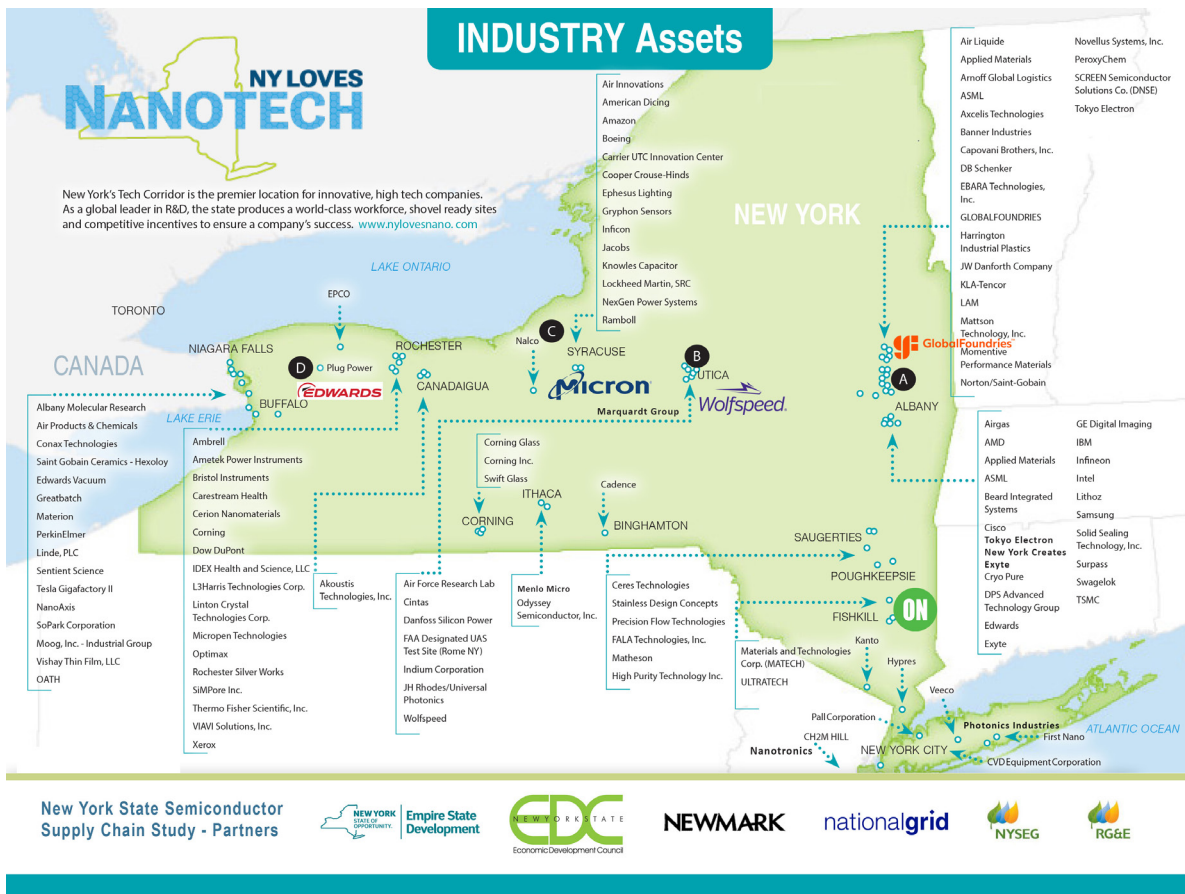 INDUSTRY Assets
NY LOVES
NANOTECH
New York's Tech Corridor is the premier location for innovative, high tech companies.
As a global leader in R&D, the state produces a world-class workforce, shovel ready sites
and competitive incentives to ensure a company's success. www.nylovesnano. com
Air Innovations
American Dicing
Amazon
Boeing
Carrier UTC Innovation Center
Cooper Crouse-Hinds
Ephesus Lighting
Gryphon Sensors
Inficon
Jacobs
Knowles Capacitor
Lockheed Martin, SRC
NexGen Power Systems
Ramboll
Air Liquide
Applied Materials
Arnoff Global Logistics
ASML
Axcelis Technologies
Banner Industries
Capovani Brothers, Inc.
DB Schenker
EBARA Technologies,
Inc.
GLOBALFOUNDRIES
Harrington
Industrial Plastics
JW Danforth Company
KLA-Tencor
LAM
Mattson
Technology, Inc.
Momentive
Performance Materials
Norton/Saint-Gobain
Novellus Systems, Inc.
PeroxyChem
SCREEN Semiconductor
Solutions Co. (DNSE)
Tokyo Electron
NEW YORK
LAKE ONTARIO
TORONTO
CANADA
EPCO
NIAGARA FALLS
D
Plug Power
EDWARDS
ROCHESTER
CANADAIGUA
BUFFALO
LAKE ERIE
Nalco
C
SYRACUSE
Micron
Marquardt Group
B
UTICA
Wolfspeed
GF
GlobalFoundries
A
ALBANY
Albany Molecular Research
Air Products & Chemicals
Conax Technologies
Saint Gobain Ceramics - Hexoloy
Edwards Vacuum
Greatbatch
Materion
PerkinElmer
Linde, PLC
Sentient Science
Tesla Gigafactory II
NanoAxis
SoPark Corporation
Moog, Inc. - Industrial Group
Vishay Thin Film, LLC
OATH
Ambrell
Ametek Power Instruments
Bristol Instruments
Carestream Health
Cerion Nanomaterials
Corning
Dow DuPont
IDEX Health and Science, LLC
L3Harris Technologies Corp.
Linton Crystal
Technologies Corp.
Micropen Technologies
Optimax
Rochester Silver Works
SiMPore Inc.
Thermo Fisher Scientific, Inc.
VIAVI Solutions, Inc.
Xerox
Akoustis
Technologies, Inc.
Air Force Research Lab
Cintas
Danfoss Silicon Power
FAA Designated UAS
Test Site (Rome NY)
Indium Corporation
JH Rhodes/Universal
Photonics
Wolfspeed
Corning Glass
Corning Inc.
Swift Glass
CORNING
ITHACA
Menlo Micro
Odyssey
Semiconductor, Inc.
Cadence
BINGHAMTON
Ceres Technologies
Stainless Design Concepts
Precision Flow Technologies
FALA Technologies, Inc.
Matheson
High Purity Technology Inc.
SAUGERTIES
POUGHKEEPSIE
FISHKILL
ON
Materials and Technologies
Corp. (MATECH)
ULTRATECH
Airgas
AMD
Applied Materials
ASML
Beard Integrated
Systems
Cisco
Tokyo Electron
New York Creates
Exyte
Cryo Pure
DPS Advanced
Technology Group
Edwards
Exyte
GE Digital Imaging
IBM
Infineon
Intel
Lithoz
Samsung
Solid Sealing
Technology, Inc.
Surpass
Swagelok
TSMC
Kanto
Hypres
Veeco
Pall Corporation
CH2M HILL
Nanotronics
NEW YORK CITY
Photonics Industries
First Nano
CVD Equipment Corporation
ATLANTIC OCEAN
New York State Semiconductor
Supply Chain Study - Partners
NEW YORK
STATE OF
OPPORTUNITY.
Empire State
Development
EDC
NEW YORK STATE
Economic Development Council
NEWMARK
nationalgrid
NYSEG
RG&E